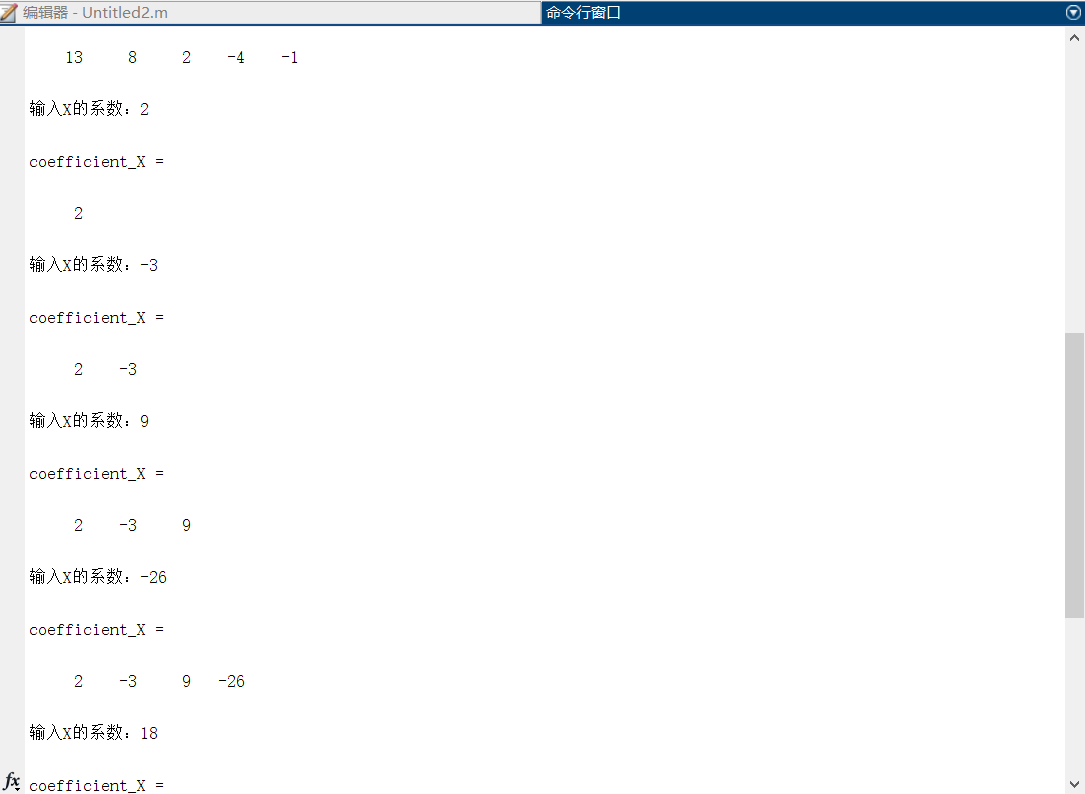 编辑器 - Untitled2.m
命令行窗口
13 8 2 -4 -1
输入X的系数：2
coefficient_X =
2
输入X的系数：-3
coefficient_X =
2 -3
输入X的系数：9
coefficient_X =
2 -3 9
输入X的系数：-26
coefficient_X =
2 -3 9 -26
输入X的系数：18
fx
coefficient_X =